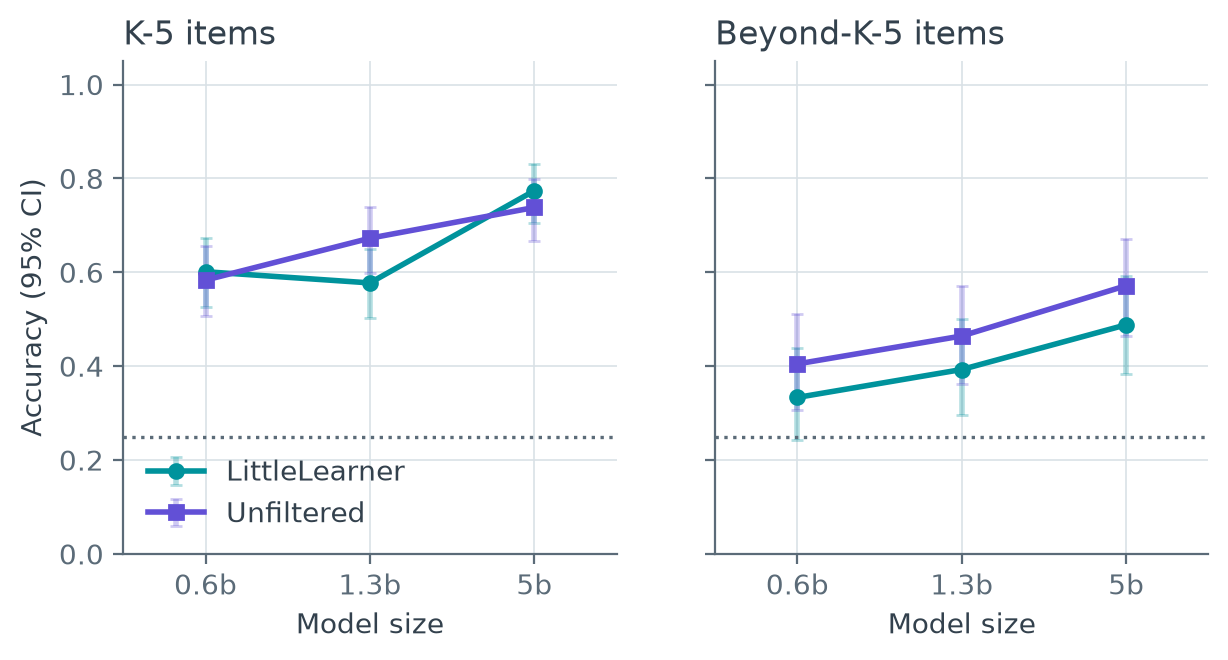 K-5 items
Beyond-K-5 items
Accuracy (95% CI)
1.0
0.8
0.6
0.4
0.2
0.0
LittleLearner
Unfiltered
0.6b
1.3b
5b
0.6b
1.3b
5b
Model size
Model size